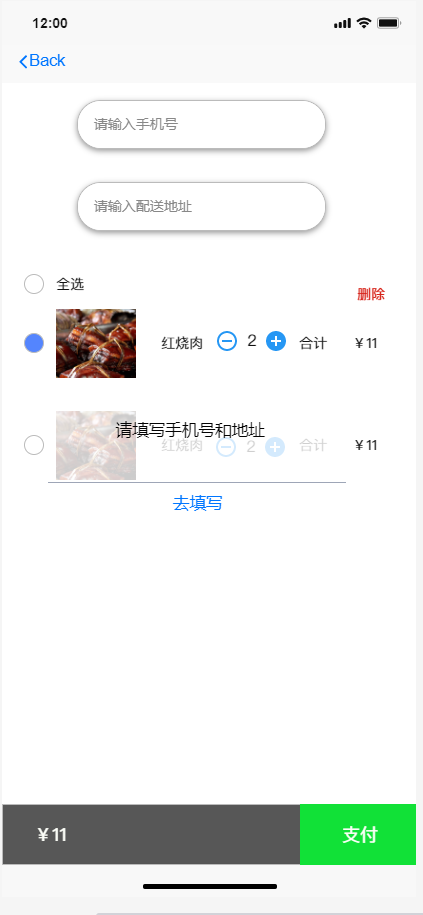 12:00
Back
请输入手机号
请输入配送地址
全选
删除
红烧肉 2 合计 ￥11
请填写手机号和地址
红烧肉 2 合计 ￥11
去填写
￥11 支付